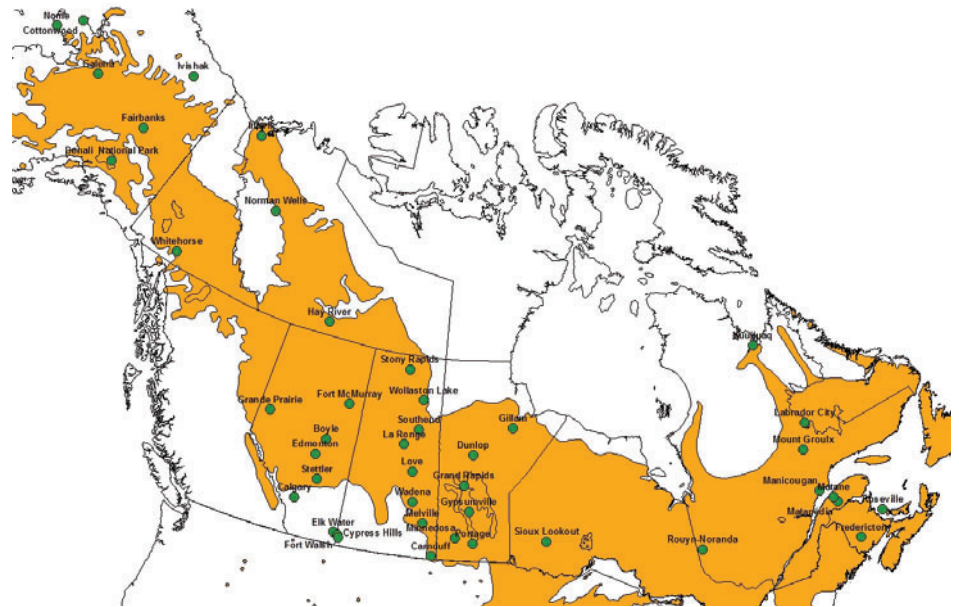 Nome
Cottonwood
Galena
Ivishak
Fairbanks
Denali National Park
Inuvik
Norman Wells
Whitehorse
Hay River
Stony Rapids
Wollaston Lake
Fort McMurray
Grande Prairie
Southend
Gillam
Labrador City
Boyle
La Ronge
Edmonton
Dunlop
Mount Groulx
Love
Stettler
Grand Rapids
Manicougan
Matane
Calgary
Wadena
Roseville
Melville
Gypsumville
Matapedia
Elk Water
Minnedosa
Cypress Hills
Portage
Fredericton
Fort Walsh
Sioux Lookout
Rouyn-Noranda
Carnduff